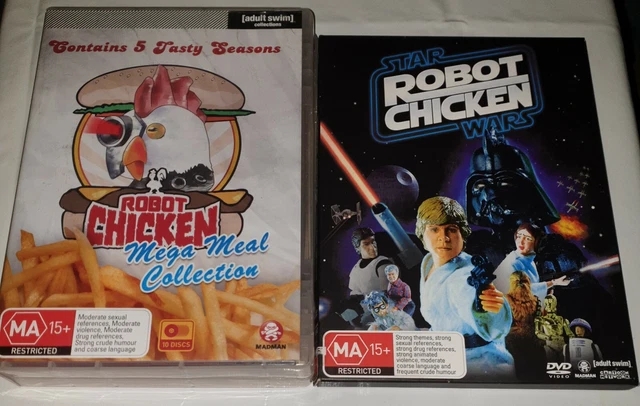 [adult swim]
collections
Contains 5 Tasty Seasons
ROBOT
CHICKEN
Mega Meal
Collection
MA 15+
RESTRICTED
Moderate sexual
references, Moderate
violence, Moderate
drug references,
Strong crude humour
and coarse language
10 DISCS
MADMAN
STAR
ROBOT
CHICKEN
WARS
MA 15+
RESTRICTED
Strong themes, strong
sexual references,
strong drug references,
strong animated
violence, moderate
coarse language and
frequent crude humour
DVD
VIDEO
MADMAN
[adult swim]